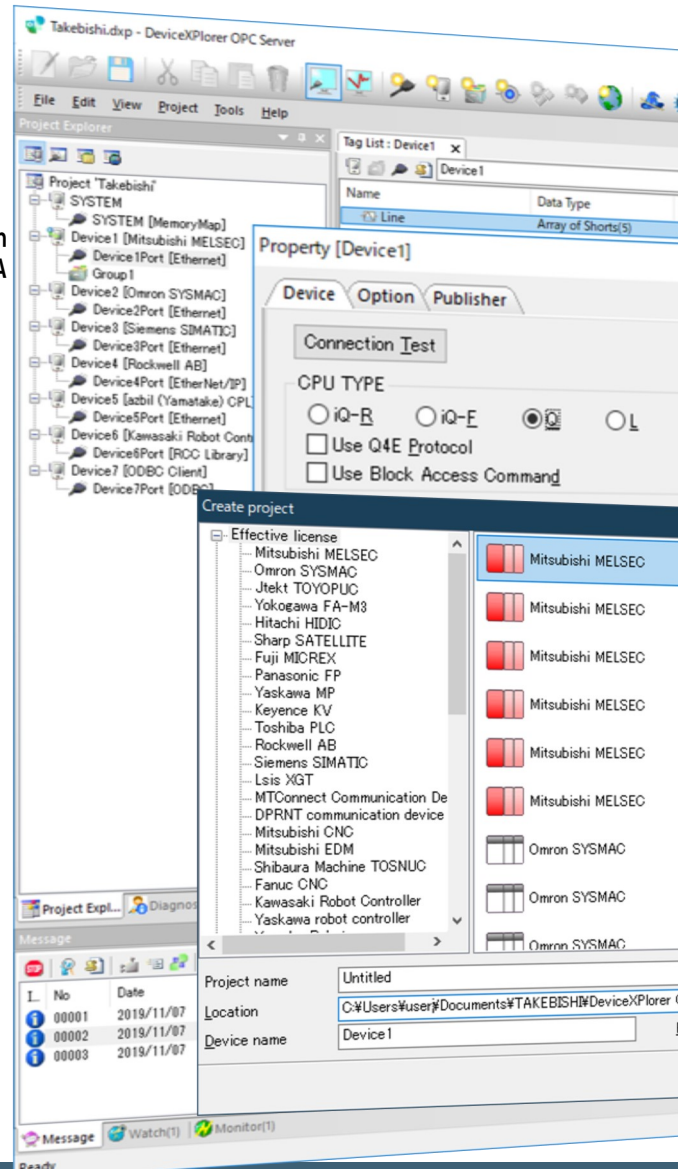 Takebishi.dxp - DeviceXPlorer OPC Server
File Edit View Project Tools Help
Project Explorer
Project 'Takebishi'
SYSTEM
SYSTEM [MemoryMap]
Device1 [Mitsubishi MELSEC]
Device1Port [Ethernet]
Group1
Device2 [Omron SYSMAC]
Device2Port [Ethernet]
Device3 [Siemens SIMATIC]
Device3Port [Ethernet]
Device4 [Rockwell AB]
Device4Port [EtherNet/IP]
Device5 [azbil (Yamatake) CPL]
Device5Port [Ethernet]
Device6 [Kawasaki Robot Cont
Device6Port [RCC Library]
Device7 [ODBC Client]
Device7Port [ODBC]
n
A
Tag List : Device1 x
Device1
Name Data Type
Line Array of Shorts(5)
Property [Device1]
Device Option Publisher
Connection Test
CPU TYPE
iQ-R iQ-F Q L
Use Q4E Protocol
Use Block Access Command
Create project
Effective license
Mitsubishi MELSEC
Omron SYSMAC
Jtekt TOYOPUC
Yokogawa FA-M3
Hitachi HIDIC
Sharp SATELLITE
Fuji MICREX
Panasonic FP
Yaskawa MP
Keyence KV
Toshiba PLC
Rockwell AB
Siemens SIMATIC
Lsis XGT
MTConnect Communication De
DPRNT communication device
Mitsubishi CNC
Mitsubishi EDM
Shibaura Machine TOSNUC
Fanuc CNC
Kawasaki Robot Controller
Yaskawa robot controller
Mitsubishi MELSEC
Mitsubishi MELSEC
Mitsubishi MELSEC
Mitsubishi MELSEC
Mitsubishi MELSEC
Mitsubishi MELSEC
Omron SYSMAC
Omron SYSMAC
Omron SYSMAC
Project name Untitled
Location C:¥Users¥userj¥Documents¥TAKEBISHI¥DeviceXPlorer
Device name Device1
Project Expl... Diagnos
Message
STOP
I... No Date
00001 2019/11/07
00002 2019/11/07
00003 2019/11/07
Message Watch(1) Monitor(1)
Ready